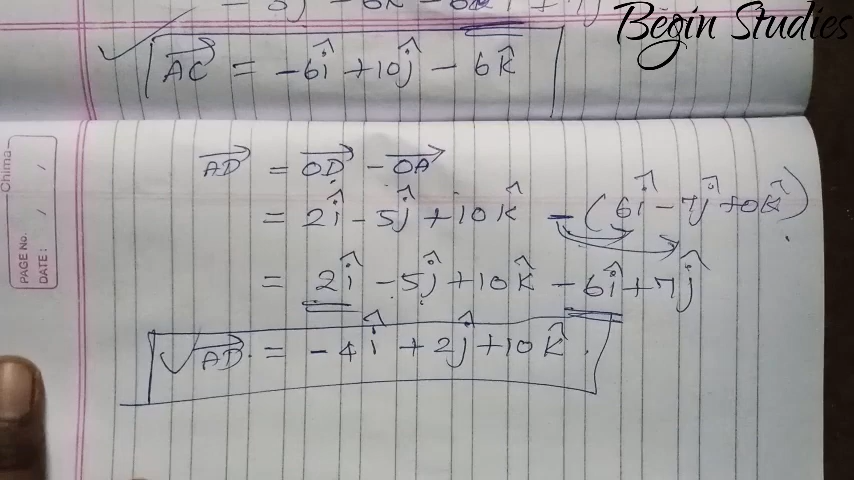 Begin Studies
AC = -6î + 10ĵ - 6k̂
AD = OD - OA
= 2î - 5ĵ + 10k̂ - (6î - 7ĵ + 0k̂)
= 2î - 5ĵ + 10k̂ - 6î + 7ĵ
AD = -4î + 2ĵ + 10k̂.
Chima
PAGE No.
DATE: / /